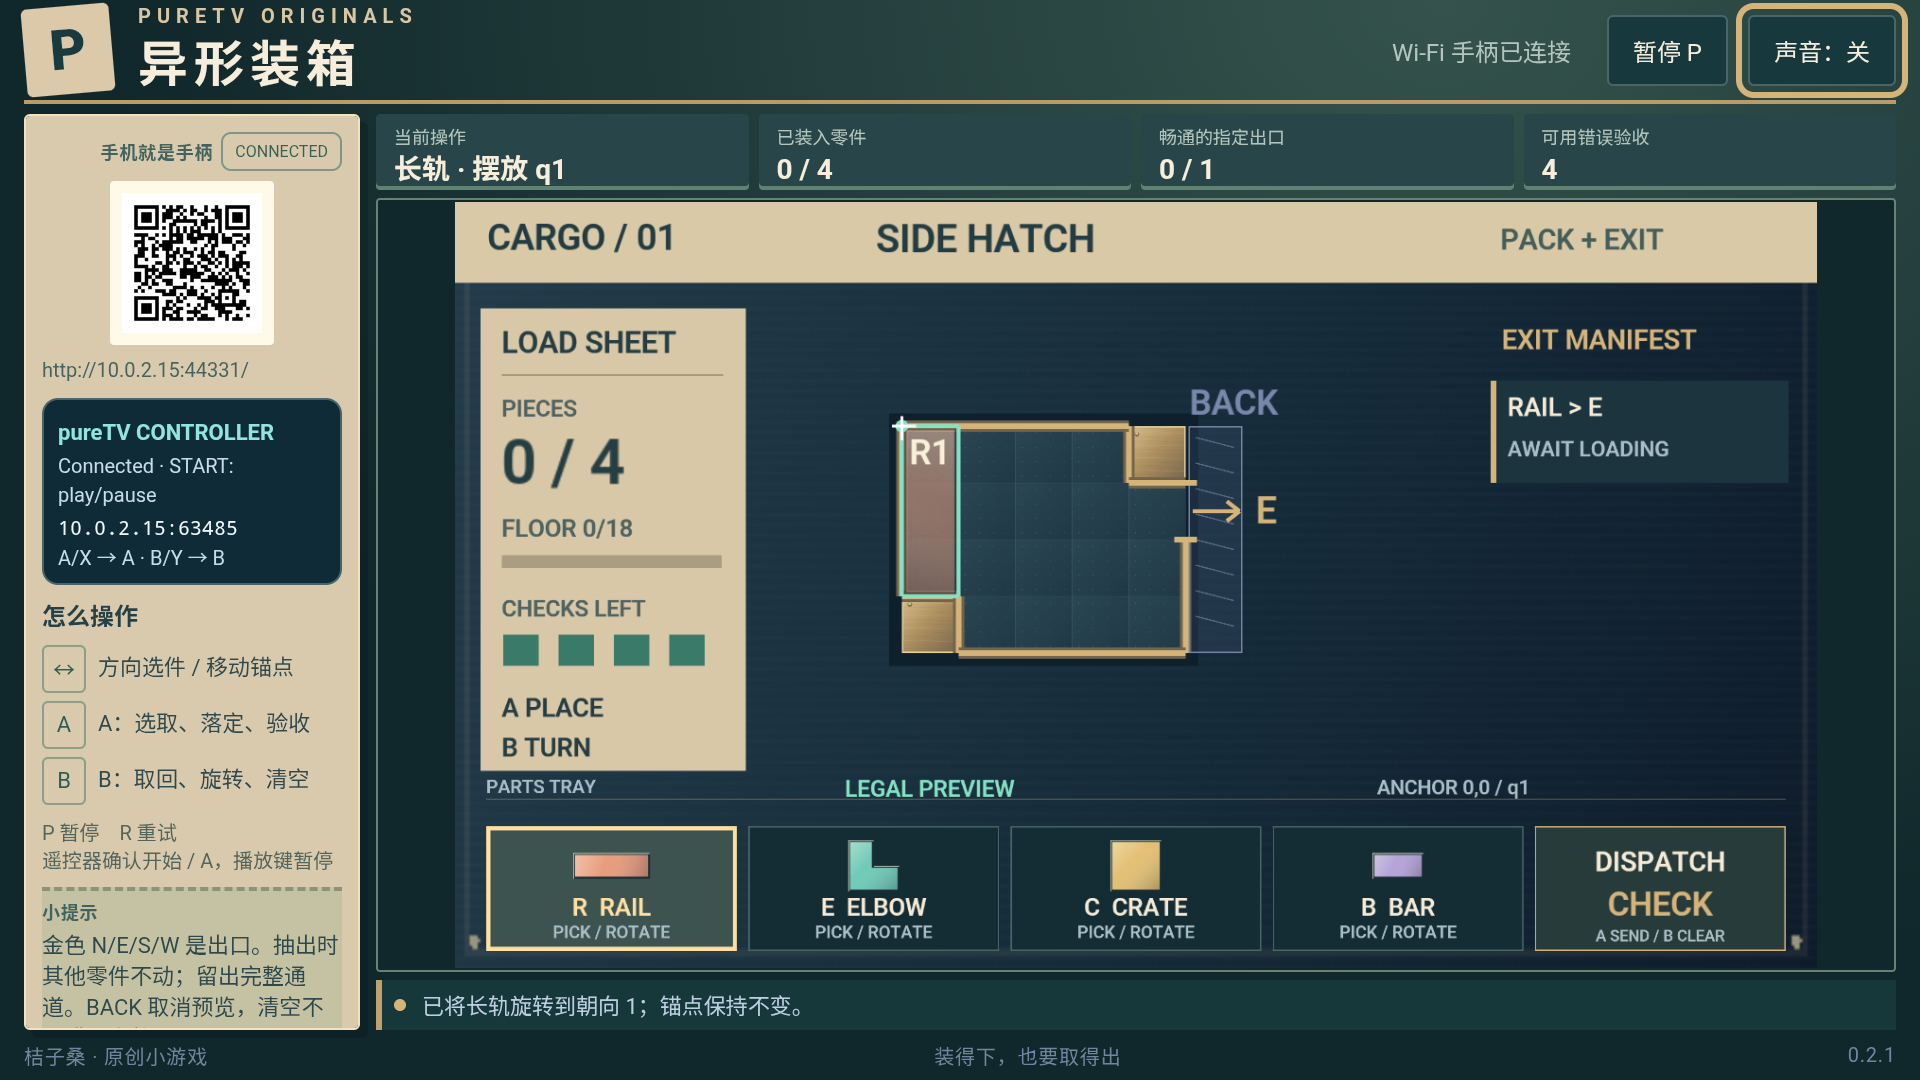 P
PURETV ORIGINALS
异形装箱
Wi-Fi 手柄已连接
暂停 P
声音：关
手机就是手柄
CONNECTED
http://10.0.2.15:44331/
pureTV CONTROLLER
Connected · START:
play/pause
10.0.2.15:63485
A/X → A · B/Y → B
怎么操作
↔ 方向选件 / 移动锚点
A A：选取、落定、验收
B B：取回、旋转、清空
P 暂停 R 重试
遥控器确认开始 / A，播放键暂停
小提示
金色 N/E/S/W 是出口。抽出时
其他零件不动；留出完整通
道。BACK 取消预览，清空不
当前操作
长轨 · 摆放 q1
已装入零件
0 / 4
畅通的指定出口
0 / 1
可用错误验收
4
CARGO / 01
SIDE HATCH
PACK + EXIT
LOAD SHEET
PIECES
0 / 4
FLOOR 0/18
CHECKS LEFT
A PLACE
B TURN
BACK
R1
E
EXIT MANIFEST
RAIL > E
AWAIT LOADING
PARTS TRAY
LEGAL PREVIEW
ANCHOR 0,0 / q1
R RAIL
PICK / ROTATE
E ELBOW
PICK / ROTATE
C CRATE
PICK / ROTATE
B BAR
PICK / ROTATE
DISPATCH
CHECK
A SEND / B CLEAR
已将长轨旋转到朝向 1；锚点保持不变。
桔子桑 · 原创小游戏
装得下，也要取得出
0.2.1